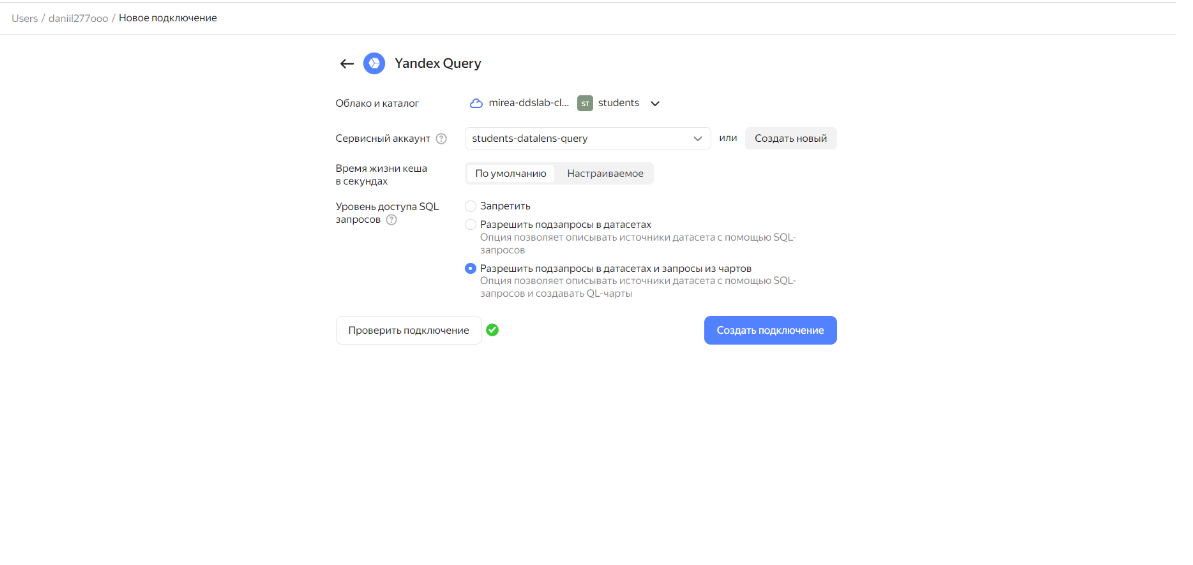 Users / daniil277ooo / Новое подключение
Yandex Query
Облако и каталог mirea-ddslab-cl... ST students
Сервисный аккаунт ? students-datalens-query или Создать новый
Время жизни кеша
в секундах
По умолчанию Настраиваемое
Уровень доступа SQL
запросов ?
Запретить
Разрешить подзапросы в датасетах
Опция позволяет описывать источники датасета с помощью SQL-
запросов
Разрешить подзапросы в датасетах и запросы из чартов
Опция позволяет описывать источники датасета с помощью SQL-
запросов и создавать QL-чарты
Проверить подключение Создать подключение